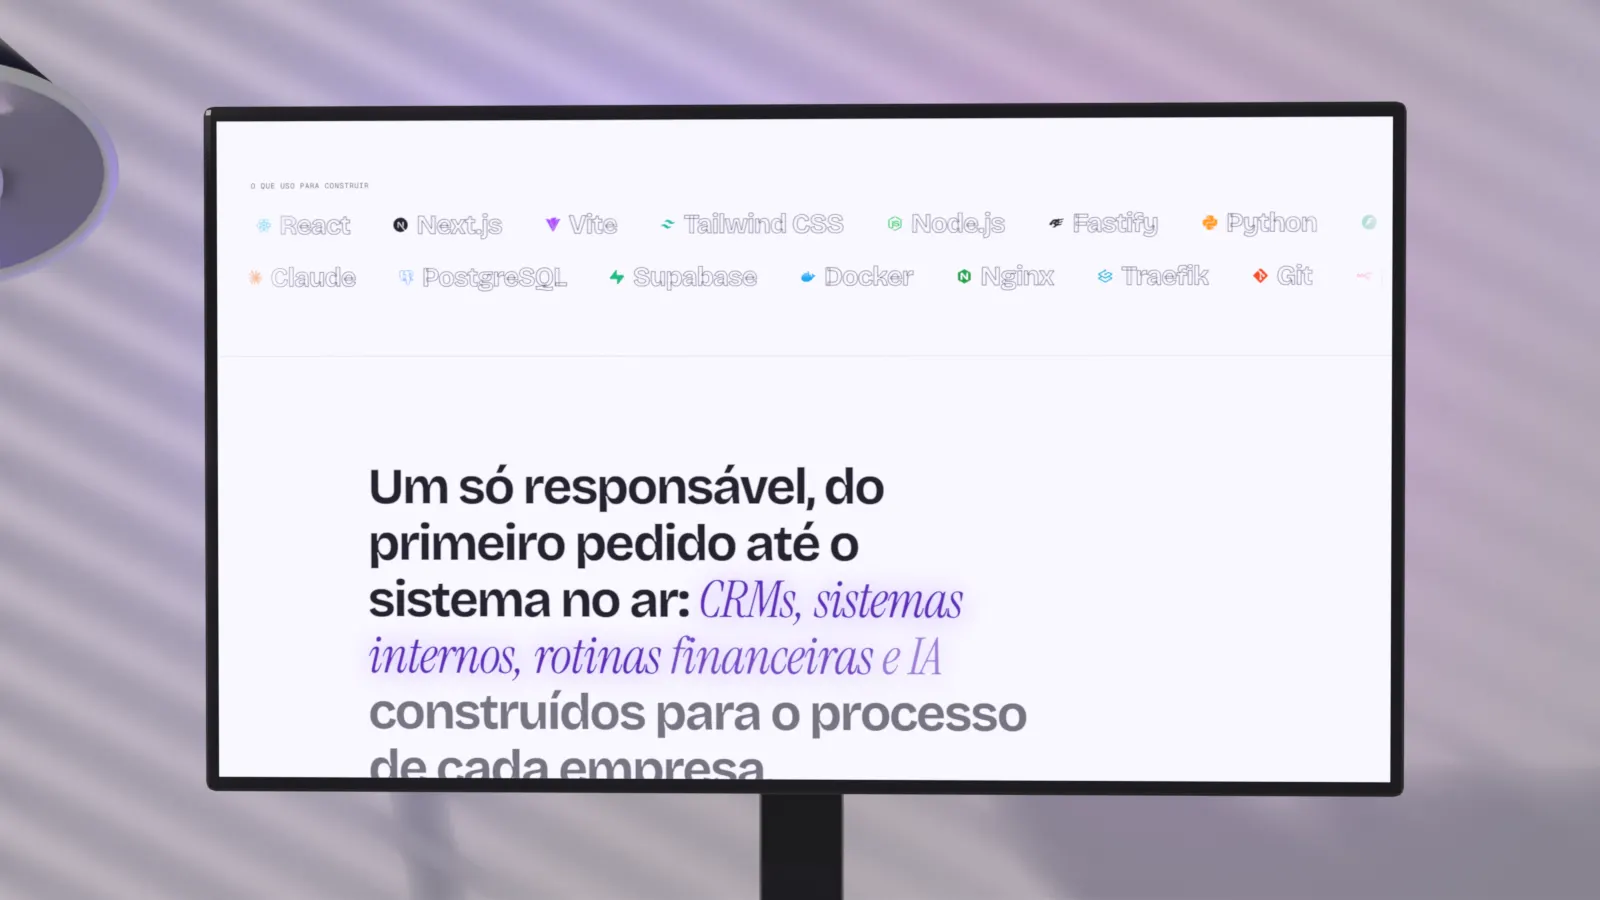 O QUE USO PARA CONSTRUIR
React Next.js Vite Tailwind CSS Node.js Fastify Python
Claude PostgreSQL Supabase Docker Nginx Traefik Git
Um só responsável, do
primeiro pedido até o
sistema no ar: CRMs, sistemas
internos, rotinas financeiras e IA
construídos para o processo
de cada empresa